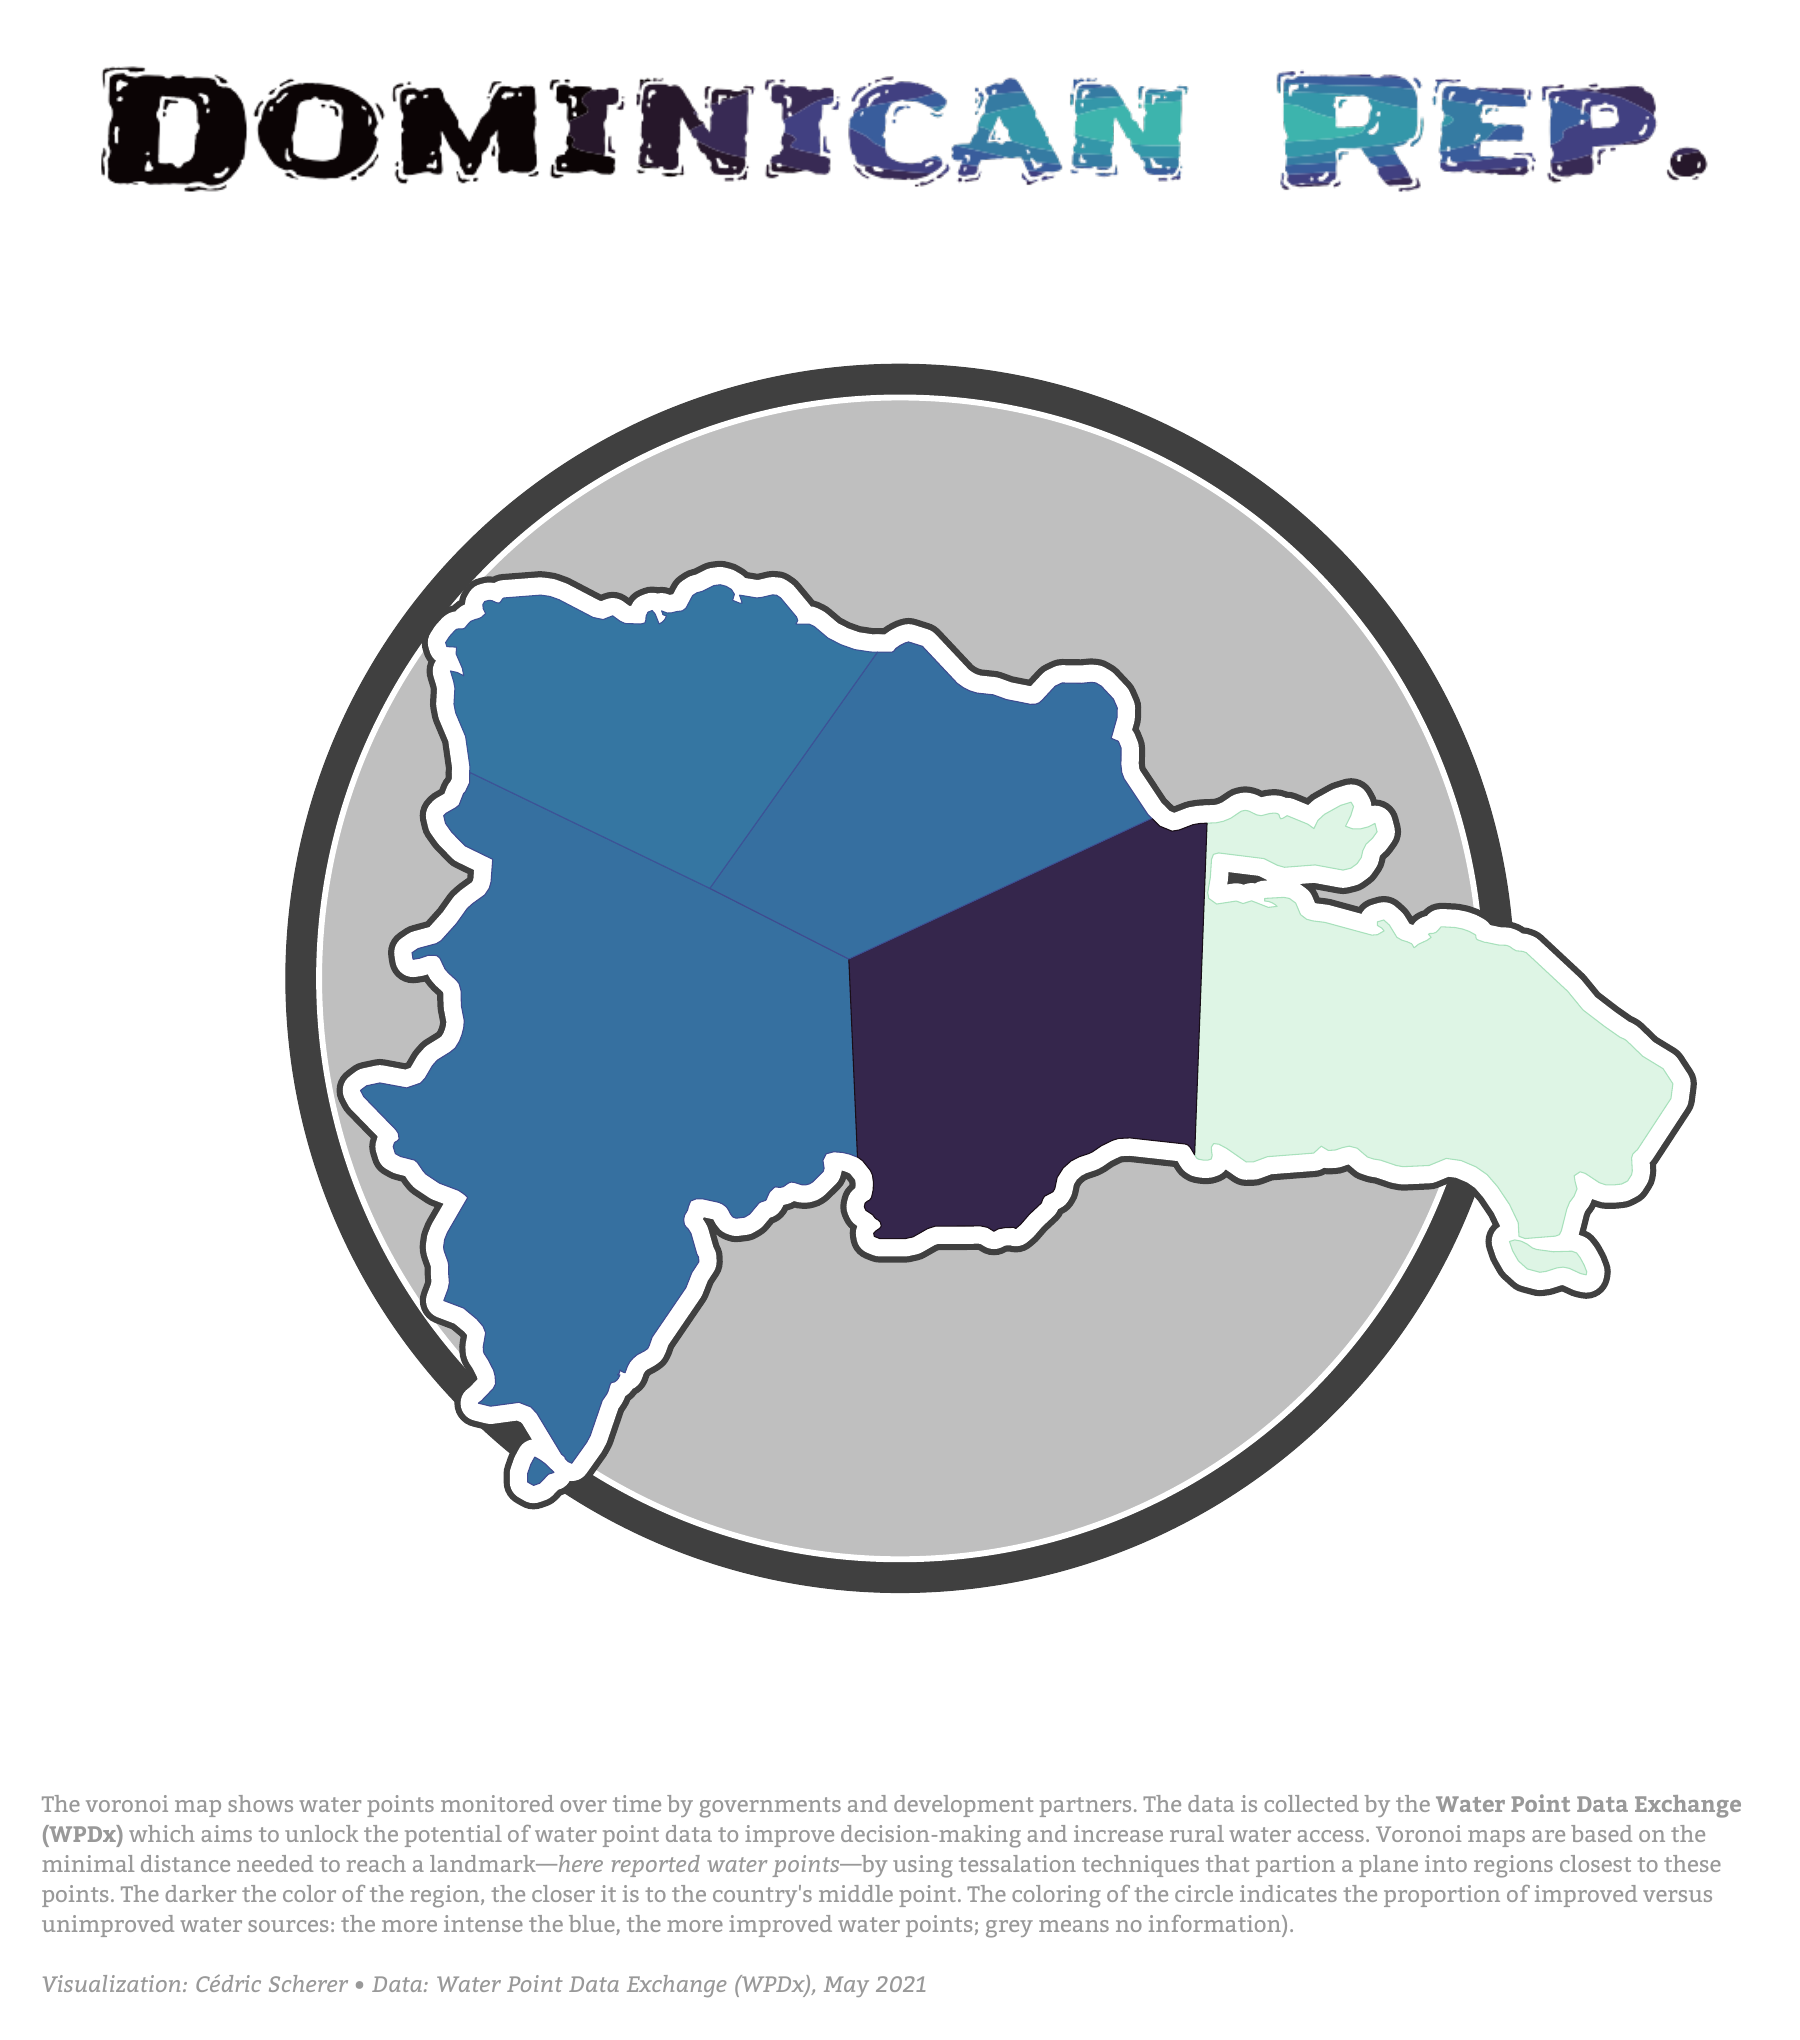 DOMINICAN REP.
The voronoi map shows water points monitored over time by governments and development partners. The data is collected by the Water Point Data Exchange
(WPDx) which aims to unlock the potential of water point data to improve decision-making and increase rural water access. Voronoi maps are based on the
minimal distance needed to reach a landmark—here reported water points—by using tessalation techniques that partion a plane into regions closest to these
points. The darker the color of the region, the closer it is to the country's middle point. The coloring of the circle indicates the proportion of improved versus
unimproved water sources: the more intense the blue, the more improved water points; grey means no information).
Visualization: Cédric Scherer • Data: Water Point Data Exchange (WPDx), May 2021